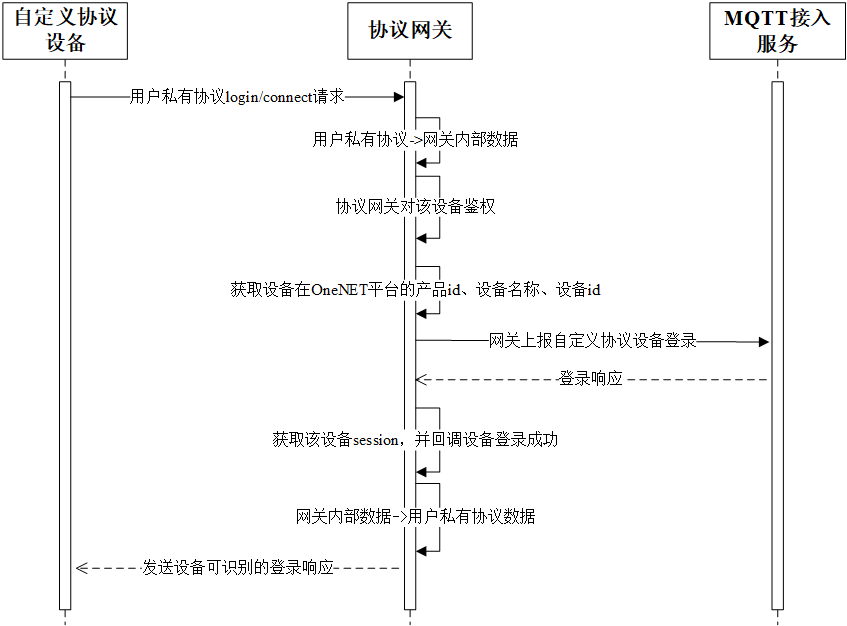 自定义协议
设备
协议网关
MQTT接入
服务
用户私有协议login/connect请求
用户私有协议->网关内部数据
协议网关对该设备鉴权
获取设备在OneNET平台的产品id、设备名称、设备id
网关上报自定义协议设备登录
登录响应
获取该设备session，并回调设备登录成功
网关内部数据->用户私有协议数据
发送设备可识别的登录响应